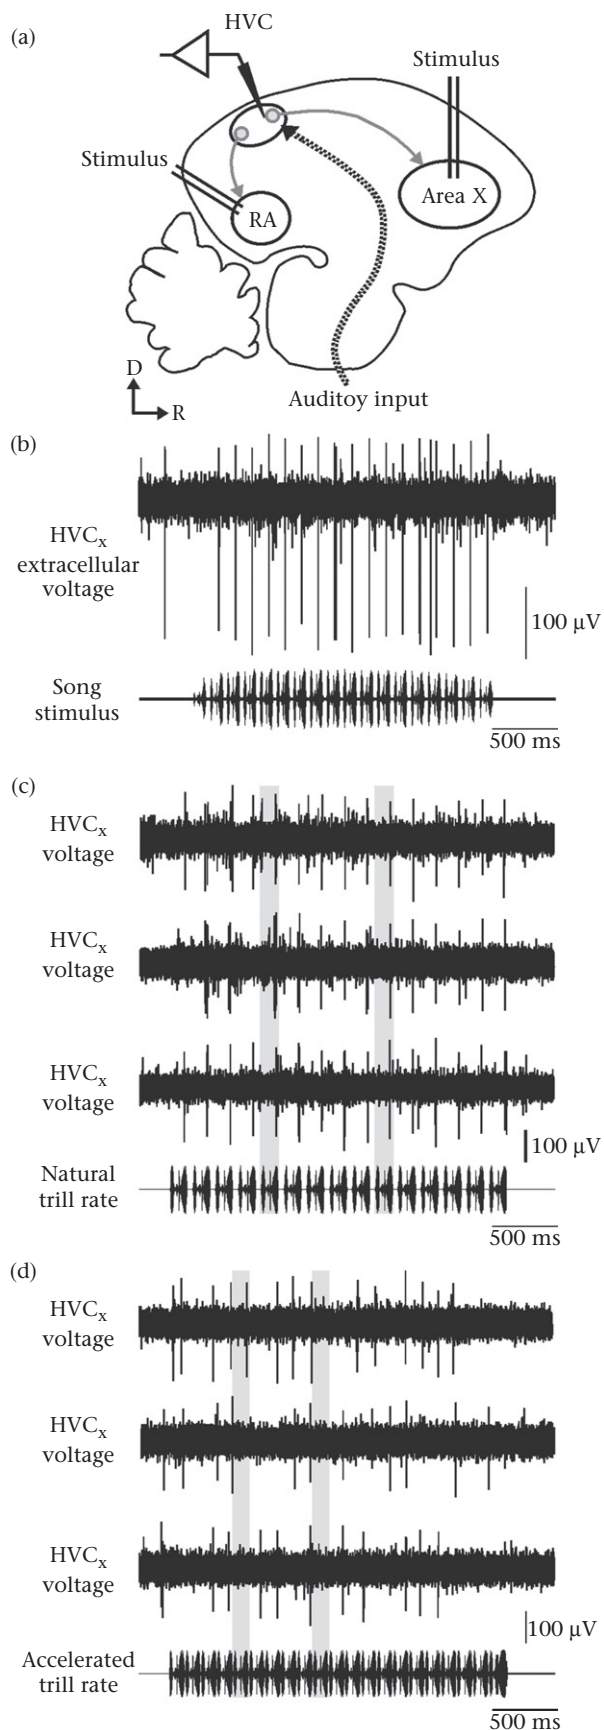 (a)
HVC
Stimulus
Stimulus
Area X
RA
D
R
Auditoy input
(b)
HVCx
extracellular
voltage
100 μV
Song
stimulus
500 ms
(c)
HVCx
voltage
HVCx
voltage
HVCx
voltage
100 μV
Natural
trill rate
500 ms
(d)
HVCx
voltage
HVCx
voltage
HVCx
voltage
100 μV
Accelerated
trill rate
500 ms